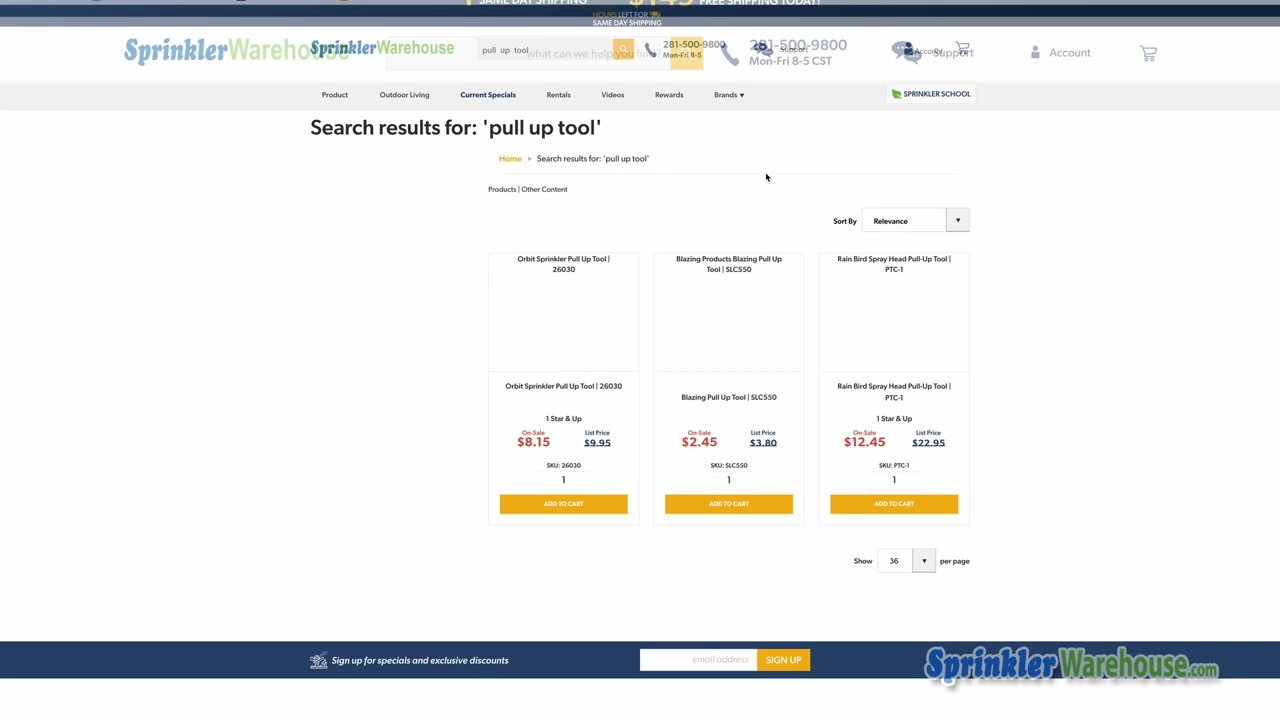 SAME DAY SHIPPING
$145 FREE SHIPPING TODAY!
HOURS LEFT FOR
SAME DAY SHIPPING
SprinklerWarehouse
SprinklerWarehouse
pull up tool
what can we help you find?
281-500-9800
Mon-Fri 8-5
281-500-9800
Mon-Fri 8-5 CST
Support
Account
Support
Account
Product
Outdoor Living
Current Specials
Rentals
Videos
Rewards
Brands ▼
SPRINKLER SCHOOL
Search results for: 'pull up tool'
Home ▶ Search results for: 'pull up tool'
Products | Other Content
Sort By Relevance ▼
Orbit Sprinkler Pull Up Tool |
26030
Orbit Sprinkler Pull Up Tool | 26030
1 Star & Up
On-Sale List Price
$8.15 $9.95
SKU: 26030
1
ADD TO CART
Blazing Products Blazing Pull Up
Tool | SLC550
Blazing Pull Up Tool | SLC550
On-Sale List Price
$2.45 $3.80
SKU: SLC550
1
ADD TO CART
Rain Bird Spray Head Pull-Up Tool |
PTC-1
Rain Bird Spray Head Pull-Up Tool |
PTC-1
1 Star & Up
On-Sale List Price
$12.45 $22.95
SKU: PTC-1
1
ADD TO CART
Show 36 ▼ per page
Sign up for specials and exclusive discounts
email address
SIGN UP
SprinklerWarehouse.com